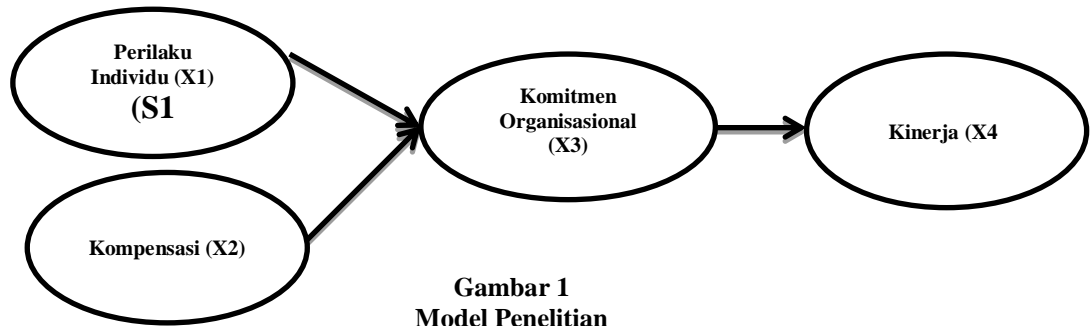 Perilaku
Individu (X1)
(S1
Kompensasi (X2)
Komitmen
Organisasional
(X3)
Kinerja (X4
Gambar 1
Model Penelitian